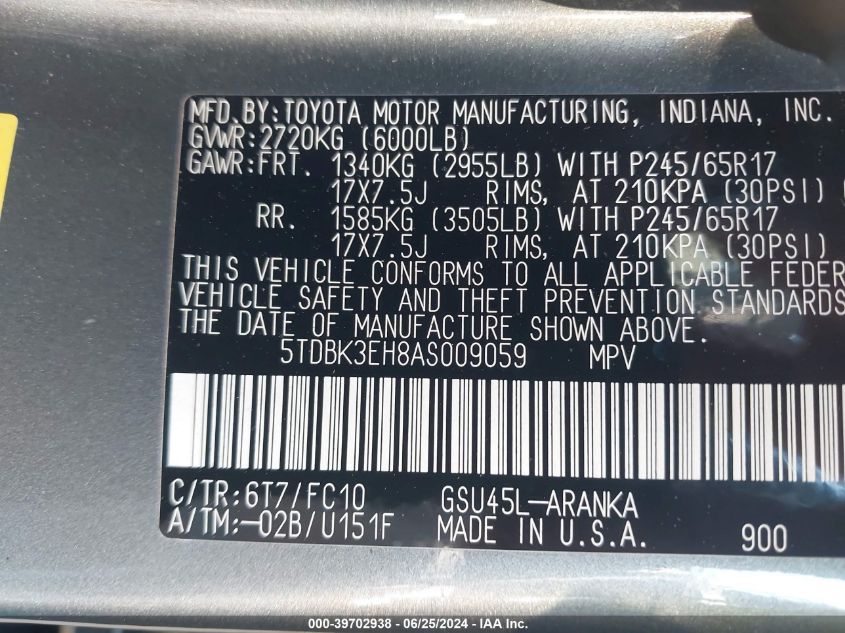 MFD.BY:TOYOTA MOTOR MANUFACTURING, INDIANA, INC.
GVWR:2720KG (6000LB)
GAWR:FRT. 1340KG (2955LB) WITH P245/65R17
17X7.5J RIMS, AT 210KPA (30PSI)
RR. 1585KG (3505LB) WITH P245/65R17
17X7.5J RIMS, AT 210KPA (30PSI)
THIS VEHICLE CONFORMS TO ALL APPLICABLE FEDER
VEHICLE SAFETY AND THEFT PREVENTION STANDARDS
THE DATE OF MANUFACTURE SHOWN ABOVE.
5TDBK3EH8AS009059 MPV
C/TR:6T7/FC10 GSU45L-ARANKA
A/TM:-02B/U151F MADE IN U.S.A. 900
000-39702938 - 06/25/2024 - IAA Inc.